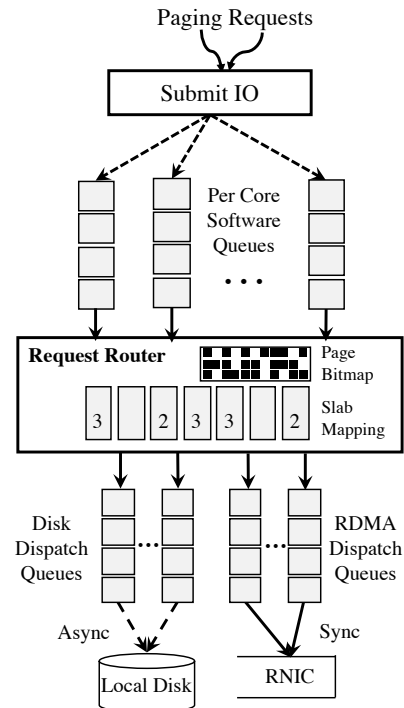 Paging Requests
Submit IO
Per Core
Software
Queues
...
Request Router
Page
Bitmap
3 2 3 3 2
Slab
Mapping
Disk
Dispatch
Queues
...
...
RDMA
Dispatch
Queues
Async
Sync
Local Disk
RNIC